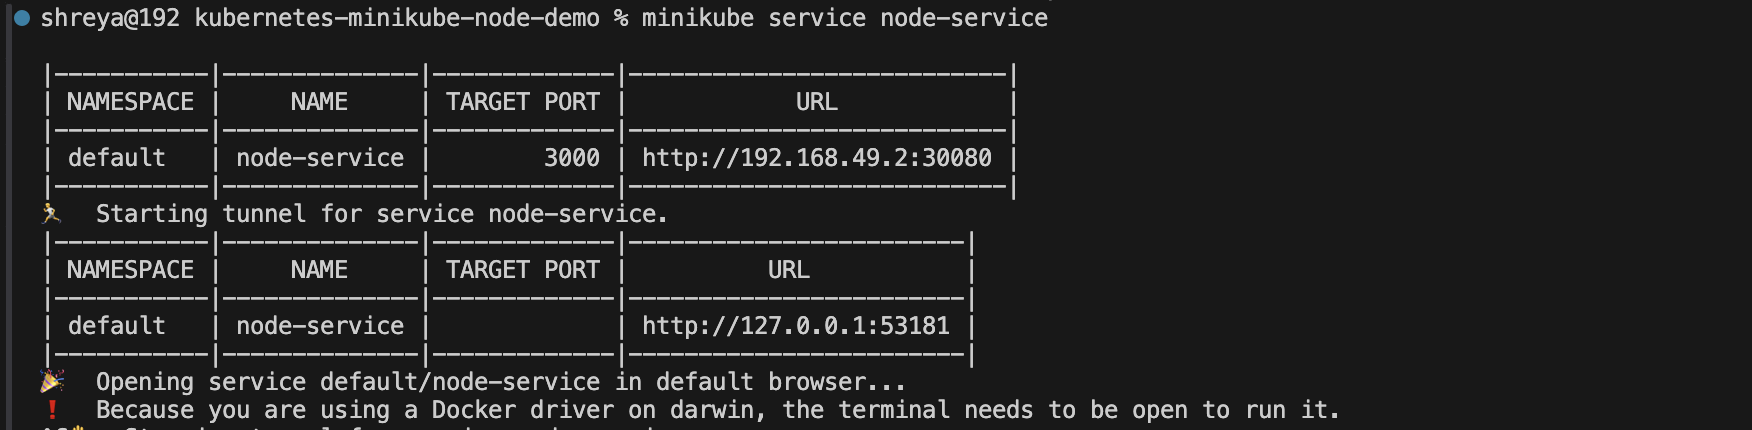 shreya@192 kubernetes-minikube-node-demo % minikube service node-service
| NAMESPACE | NAME | TARGET PORT | URL |
| default | node-service | 3000 | http://192.168.49.2:30080 |
🏃 Starting tunnel for service node-service.
| NAMESPACE | NAME | TARGET PORT | URL |
| default | node-service | | http://127.0.0.1:53181 |
🎉 Opening service default/node-service in default browser...
❗ Because you are using a Docker driver on darwin, the terminal needs to be open to run it.